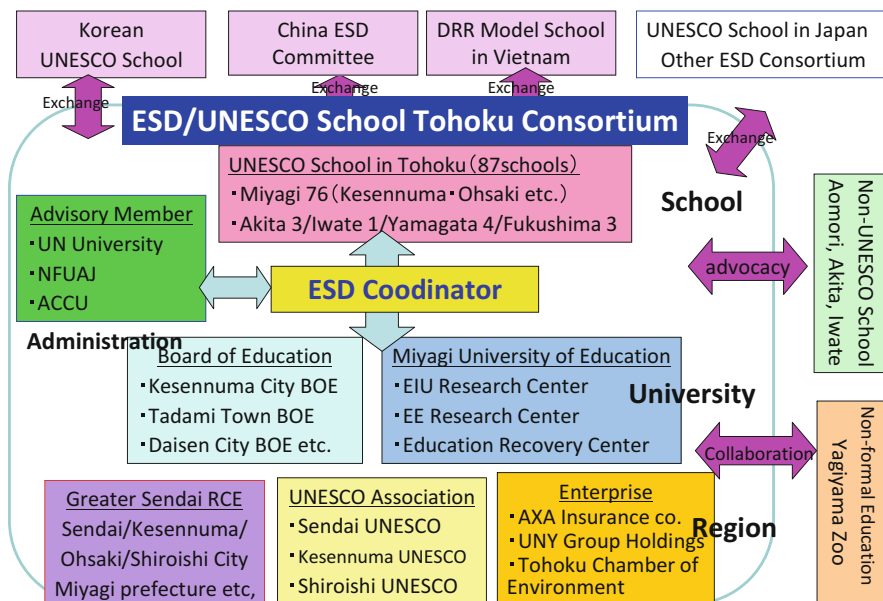 Korean
UNESCO School
China ESD
Committee
DRR Model School
in Vietnam
UNESCO School in Japan
Other ESD Consortium
Exchange
Exchange
Exchange
Exchange
ESD/UNESCO School Tohoku Consortium
UNESCO School in Tohoku(87schools)
・Miyagi 76(Kesennuma・Ohsaki etc.)
・Akita 3/Iwate 1/Yamagata 4/Fukushima 3
School
Advisory Member
・UN University
・NFUAJ
・ACCU
Administration
ESD Coodinator
advocacy
Non-UNESCO School
Aomori, Akita, Iwate
Board of Education
・Kesennuma City BOE
・Tadami Town BOE
・Daisen City BOE etc.
Miyagi University of Education
・EIU Research Center
・EE Research Center
・Education Recovery Center
University
Collaboration
Non-formal Education
Yagiyama Zoo
Greater Sendai RCE
Sendai/Kesennuma/
Ohsaki/Shiroishi City
Miyagi prefecture etc,
UNESCO Association
・Sendai UNESCO
・Kesennuma UNESCO
・Shiroishi UNESCO
Enterprise
・AXA Insurance co.
・UNY Group Holdings
・Tohoku Chamber of
Environment
Region